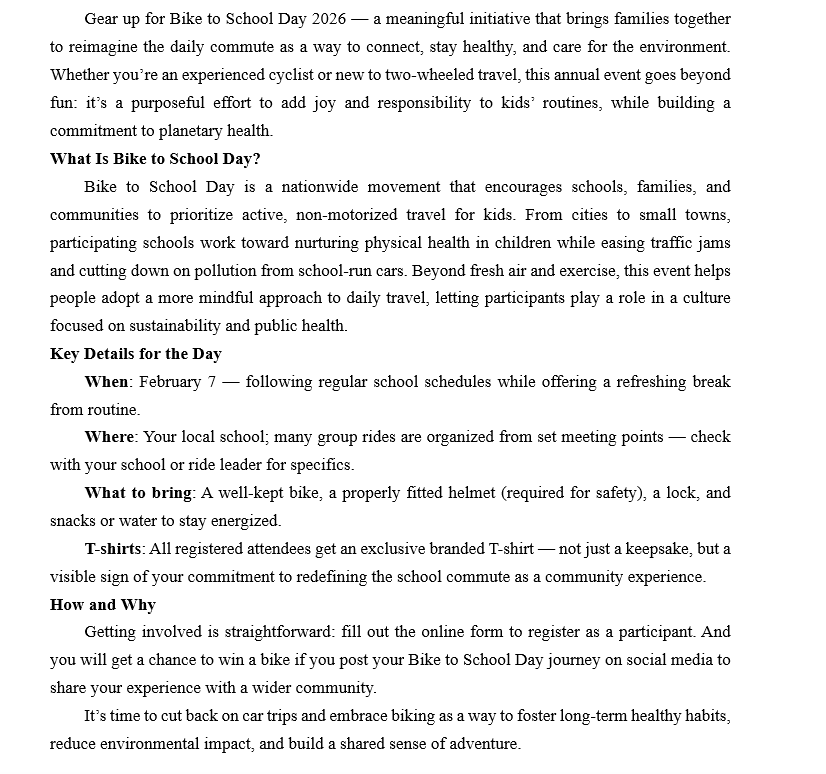 Gear up for Bike to School Day 2026 — a meaningful initiative that brings families together
to reimagine the daily commute as a way to connect, stay healthy, and care for the environment.
Whether you’re an experienced cyclist or new to two-wheeled travel, this annual event goes beyond
fun: it’s a purposeful effort to add joy and responsibility to kids’ routines, while building a
commitment to planetary health.
What Is Bike to School Day?
Bike to School Day is a nationwide movement that encourages schools, families, and
communities to prioritize active, non-motorized travel for kids. From cities to small towns,
participating schools work toward nurturing physical health in children while easing traffic jams
and cutting down on pollution from school-run cars. Beyond fresh air and exercise, this event helps
people adopt a more mindful approach to daily travel, letting participants play a role in a culture
focused on sustainability and public health.
Key Details for the Day
When: February 7 — following regular school schedules while offering a refreshing break
from routine.
Where: Your local school; many group rides are organized from set meeting points — check
with your school or ride leader for specifics.
What to bring: A well-kept bike, a properly fitted helmet (required for safety), a lock, and
snacks or water to stay energized.
T-shirts: All registered attendees get an exclusive branded T-shirt — not just a keepsake, but a
visible sign of your commitment to redefining the school commute as a community experience.
How and Why
Getting involved is straightforward: fill out the online form to register as a participant. And
you will get a chance to win a bike if you post your Bike to School Day journey on social media to
share your experience with a wider community.
It’s time to cut back on car trips and embrace biking as a way to foster long-term healthy habits,
reduce environmental impact, and build a shared sense of adventure.